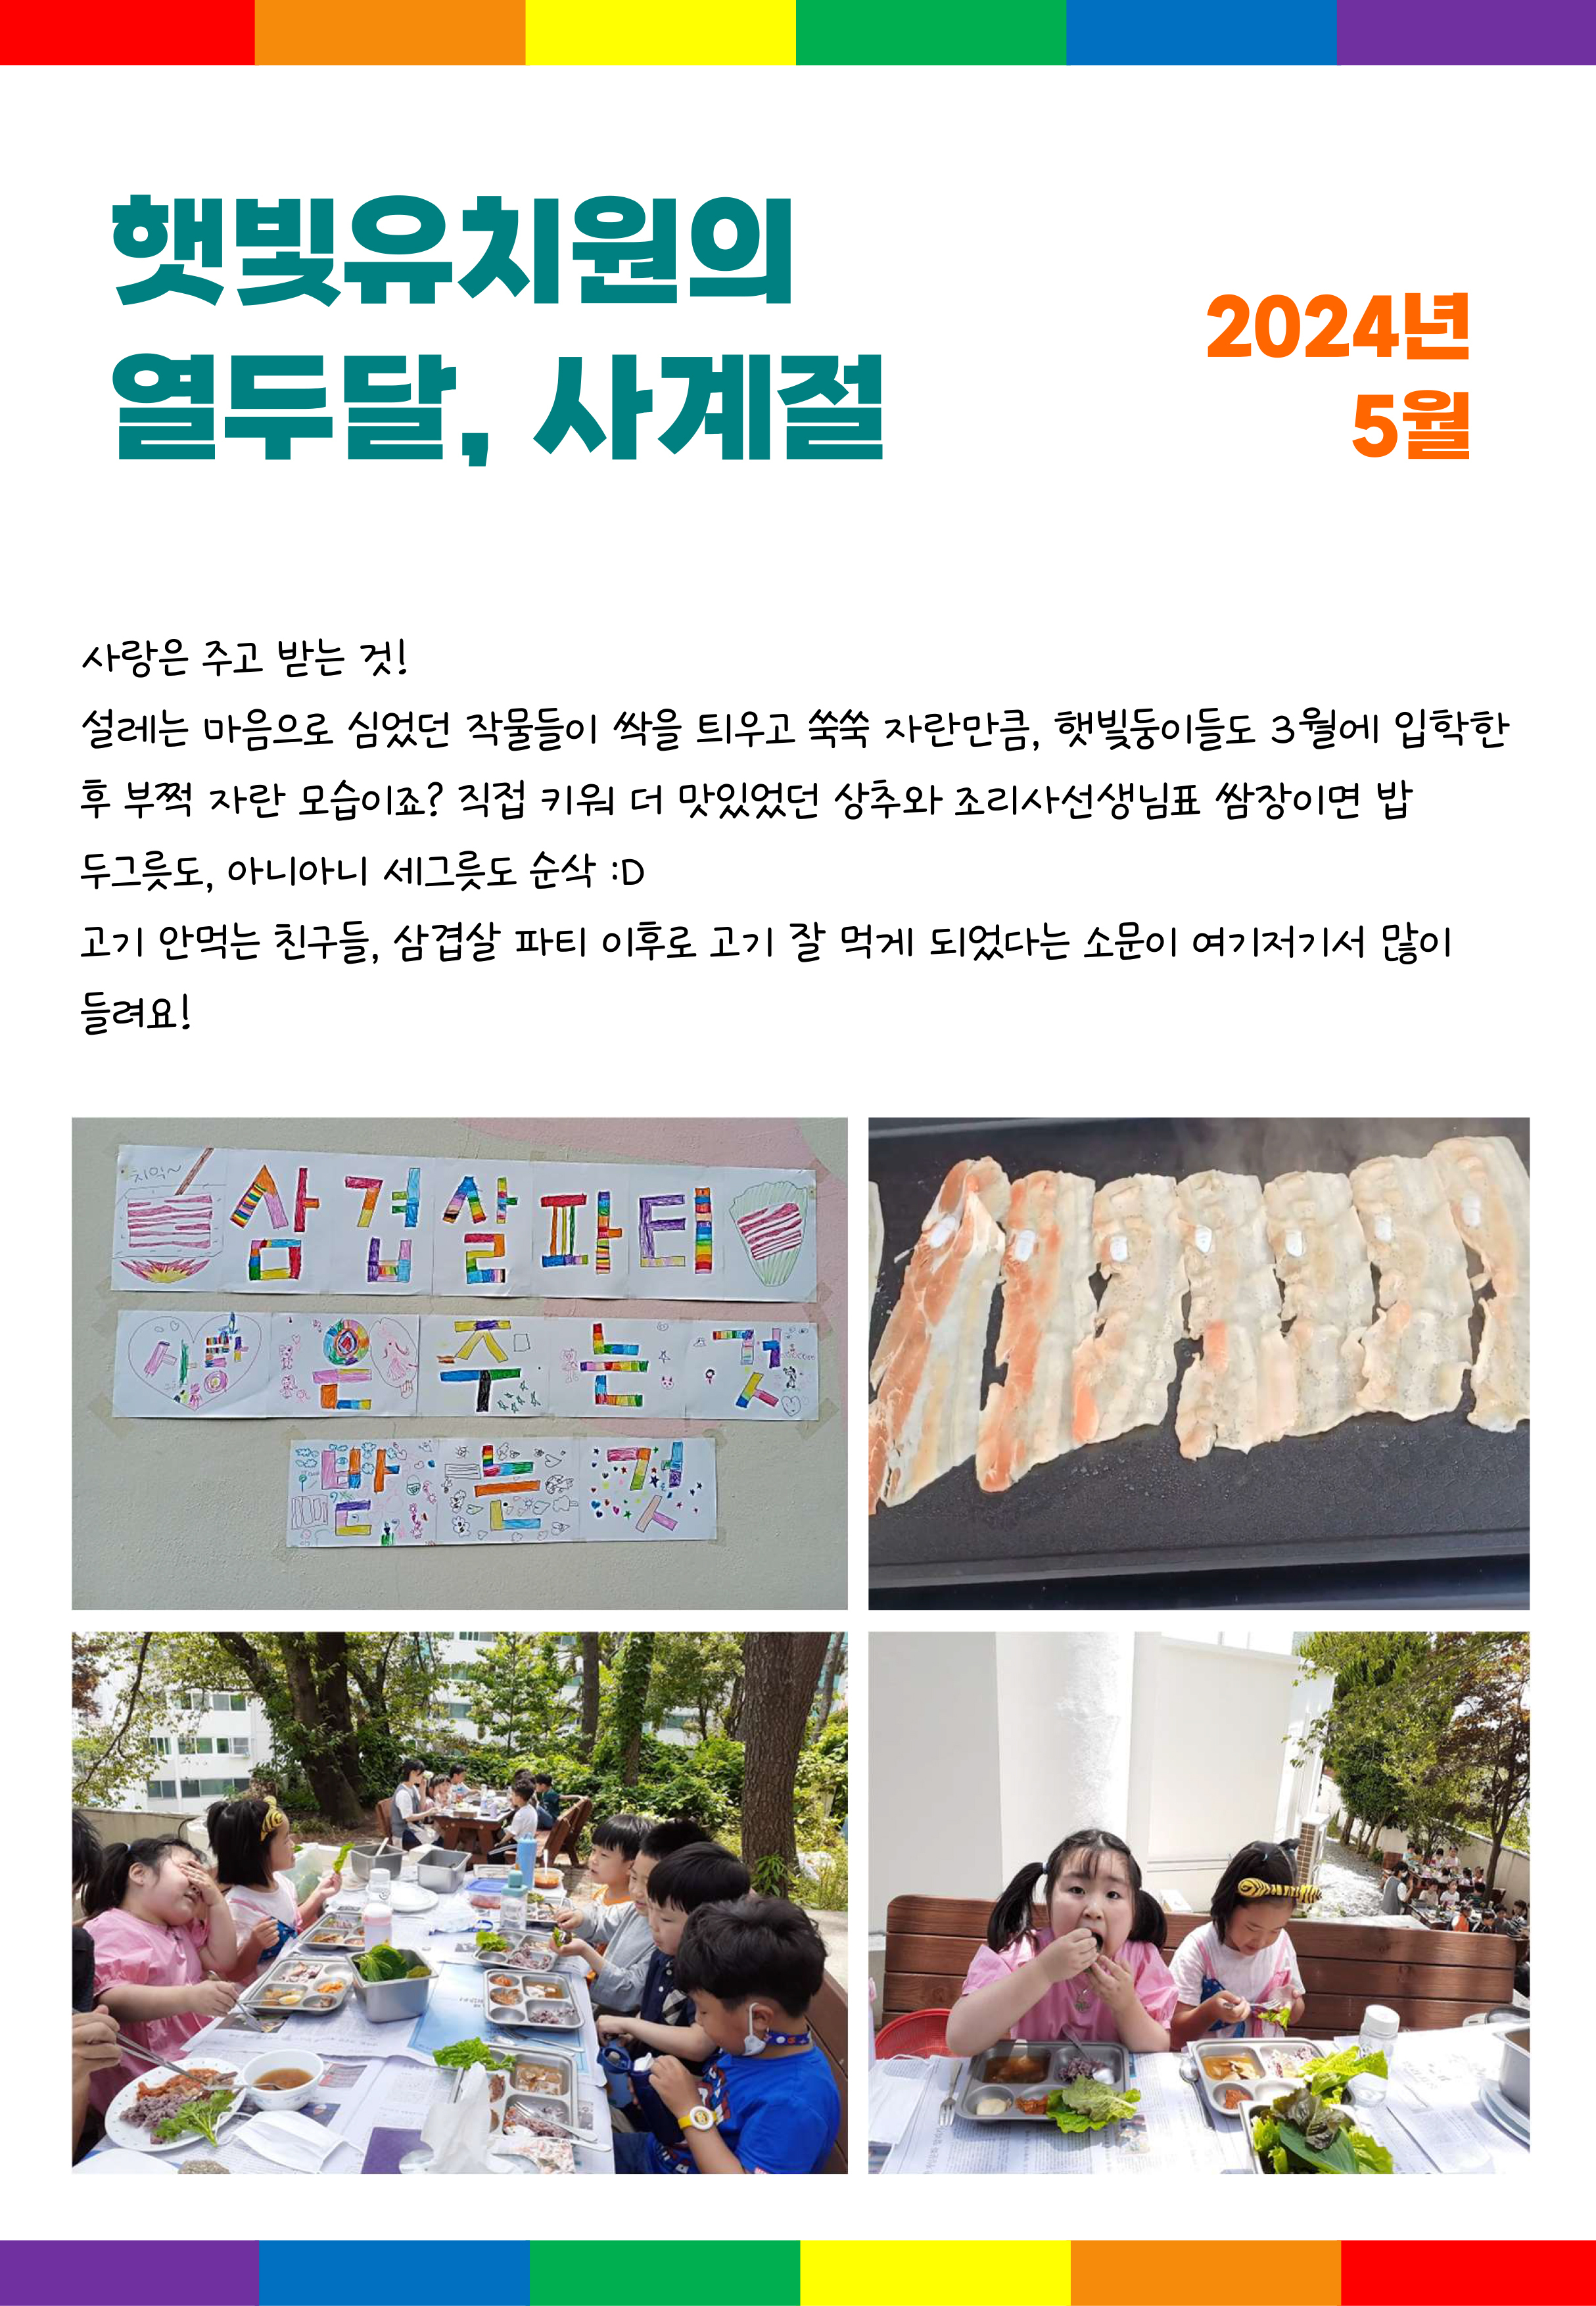 햇빛유치원의
열두달, 사계절
2024년
5월
사랑은 주고 받는 것!
설레는 마음으로 심었던 작물들이 싹을 틔우고 쑥쑥 자란만큼, 햇빛둥이들도 3월에 입학한
후 부쩍 자란 모습이죠? 직접 키워 더 맛있었던 상추와 조리사선생님표 쌈장이면 밥
두그릇도, 아니아니 세그릇도 순삭 :D
고기 안먹는 친구들, 삼겹살 파티 이후로 고기 잘 먹게 되었다는 소문이 여기저기서 많이
들려요!
치익~ 삼겹살파티
사랑은 주는 것
받는 것